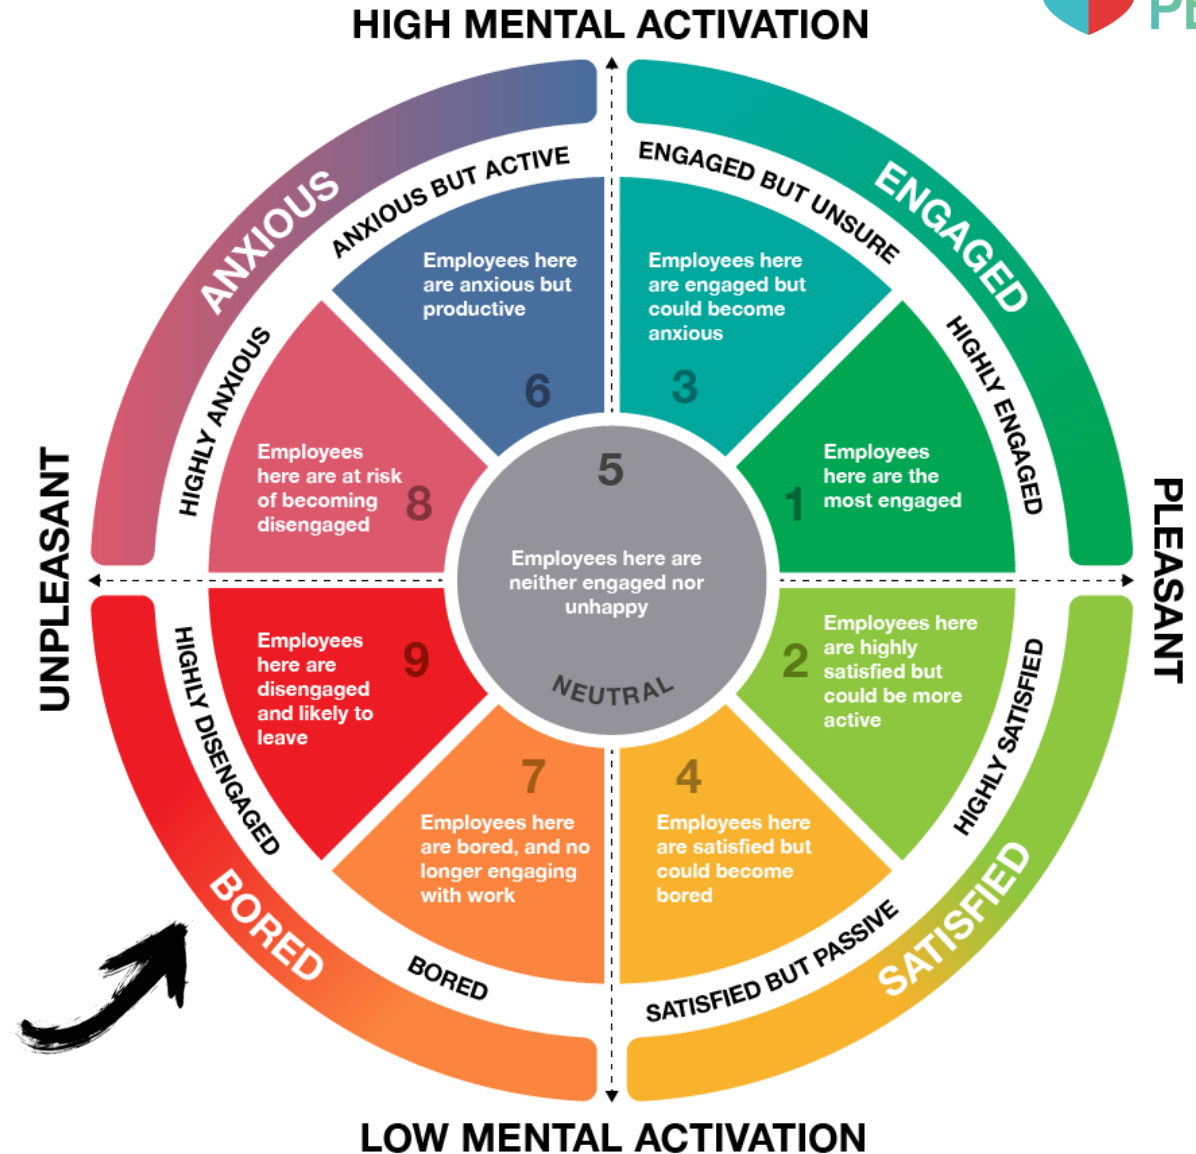 HIGH MENTAL ACTIVATION
ANXIOUS
ANXIOUS BUT ACTIVE
ENGAGED BUT UNSURE
ENGAGED
Employees here
are anxious but
productive
6
Employees here
are engaged but
could become
anxious
3
HIGHLY ANXIOUS
HIGHLY ENGAGED
Employees
here are at risk
of becoming
disengaged
8
5
Employees here are
neither engaged nor
unhappy
NEUTRAL
1
Employees
here are the
most engaged
UNPLEASANT
PLEASANT
Employees
here are
disengaged
and likely to
leave
9
2
Employees here
are highly
satisfied but
could be more
active
HIGHLY DISENGAGED
HIGHLY SATISFIED
7
Employees here
are bored, and no
longer engaging
with work
4
Employees here
are satisfied but
could become
bored
BORED
BORED
SATISFIED BUT PASSIVE
SATISFIED
LOW MENTAL ACTIVATION